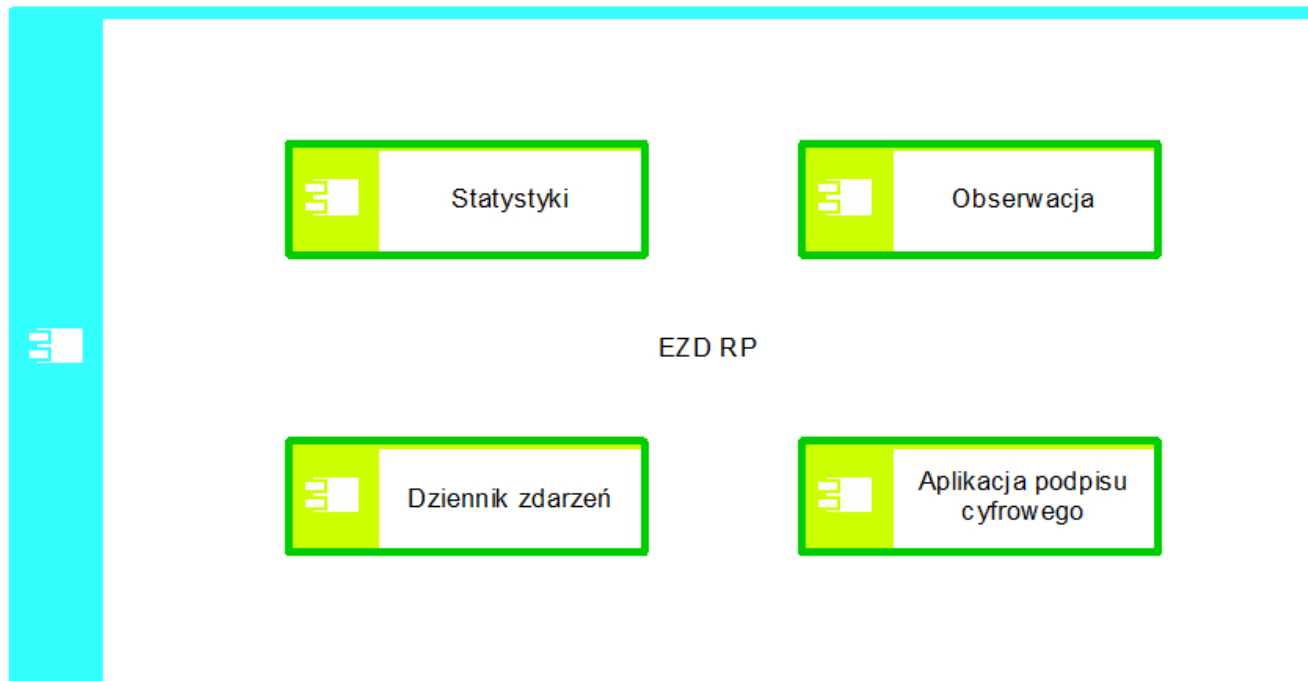 Statystyki
Obserwacja
EZD RP
Dziennik zdarzeń
Aplikacja podpisu
cyfrowego